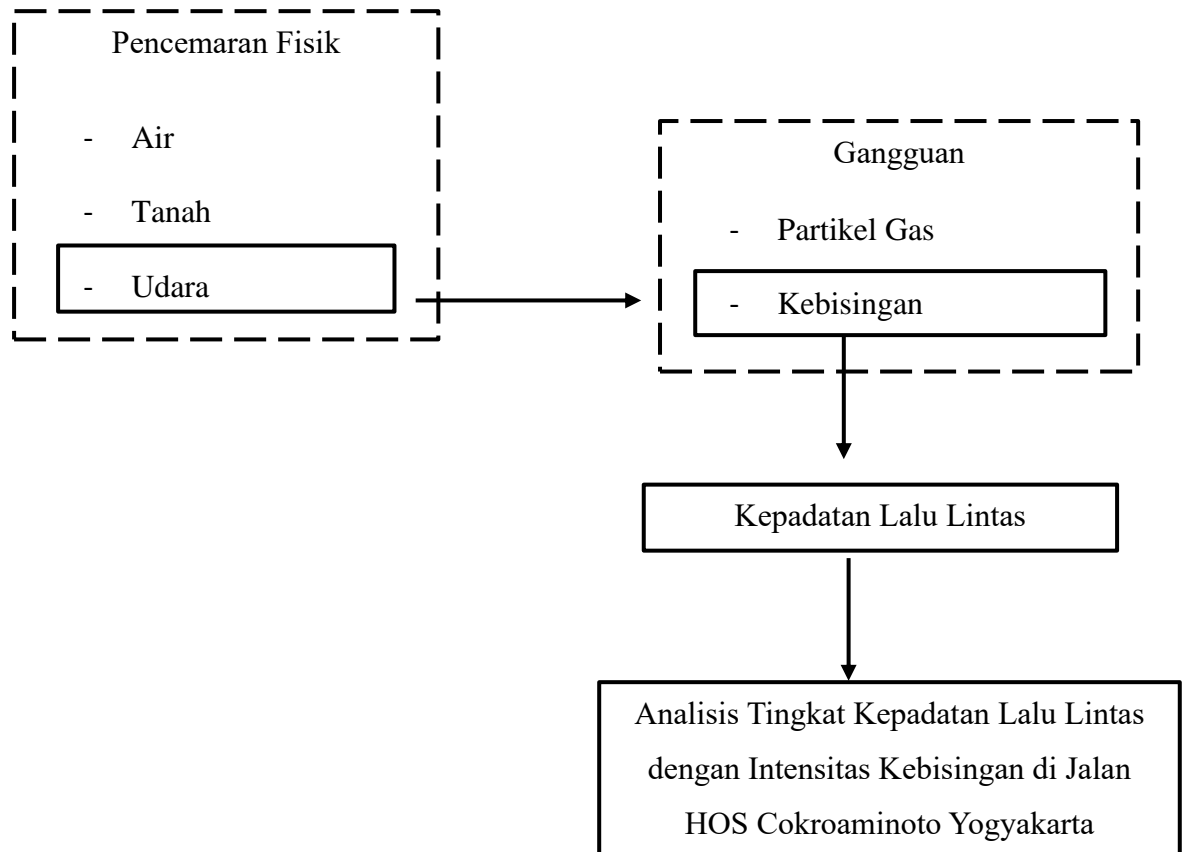 Pencemaran Fisik
- Air
- Tanah
- Udara
Gangguan
- Partikel Gas
- Kebisingan
Kepadatan Lalu Lintas
Analisis Tingkat Kepadatan Lalu Lintas
dengan Intensitas Kebisingan di Jalan
HOS Cokroaminoto Yogyakarta